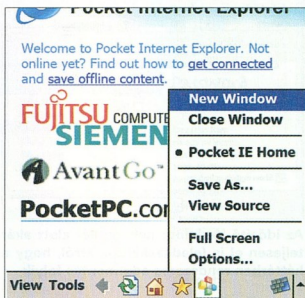 Pocket Internet Explorer
Welcome to Pocket Internet Explorer. Not
online yet? Find out how to get connected
and save offline content.
FUJITSU COMPUTE
SIEMEN
AvantGo™
PocketPC.com
New Window
Close Window
Pocket IE Home
Save As...
View Source
Full Screen
Options...
View Tools